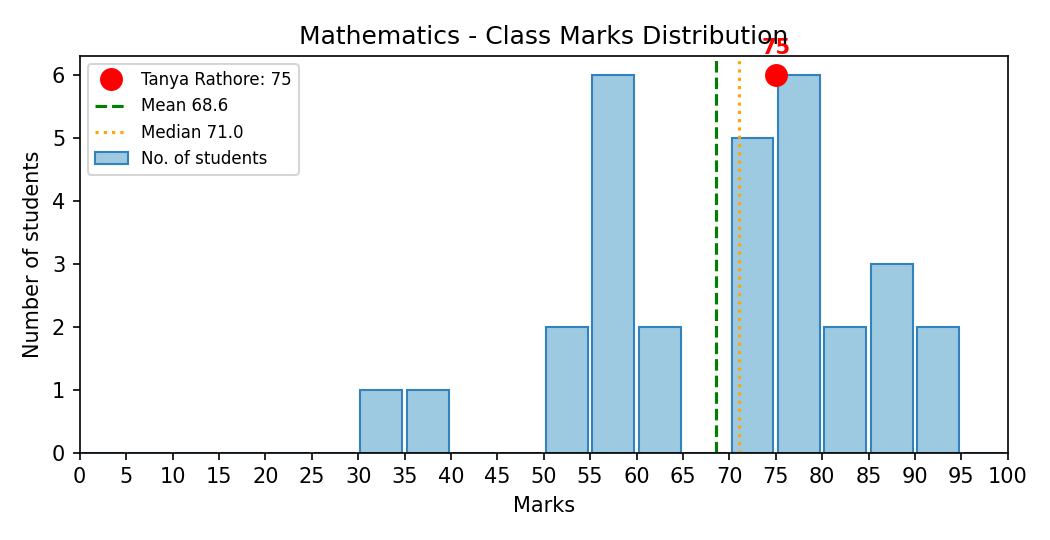 Mathematics - Class Marks Distribution
75
Tanya Rathore: 75
Mean 68.6
Median 71.0
No. of students
Number of students
6
5
4
3
2
1
0
0 5 10 15 20 25 30 35 40 45 50 55 60 65 70 75 80 85 90 95 100
Marks